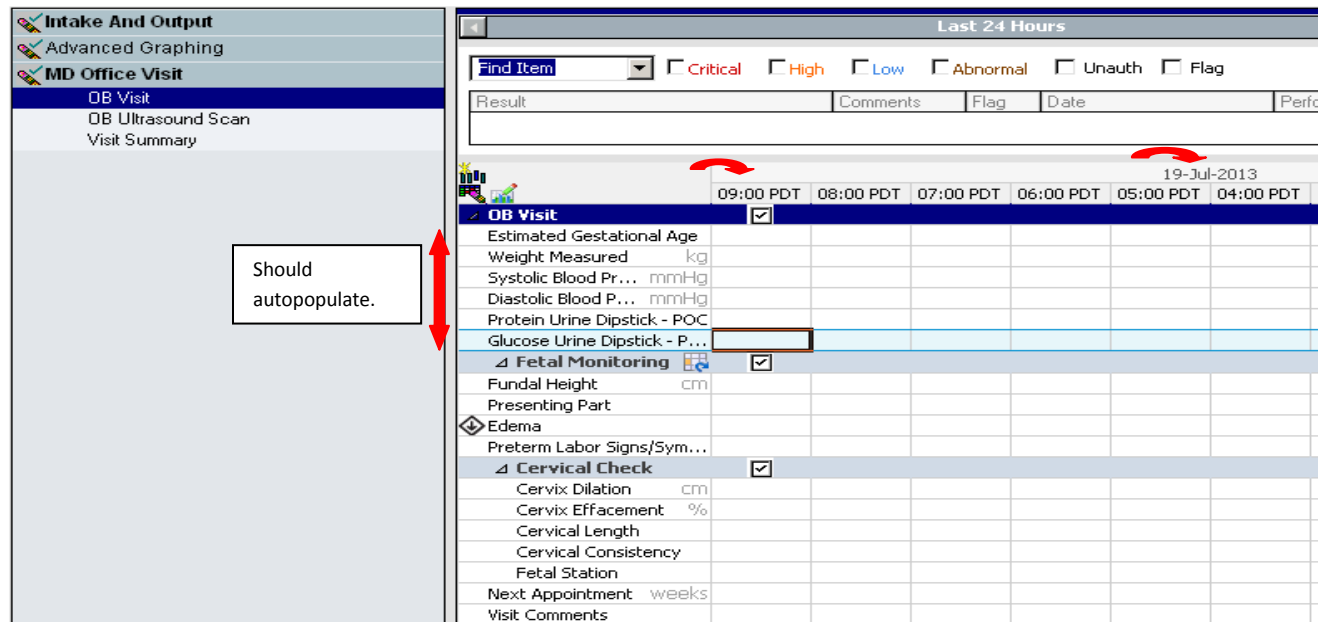 Intake And Output
Advanced Graphing
MD Office Visit
OB Visit
OB Ultrasound Scan
Visit Summary
Should
autopopulate.
Last 24 Hours
Find Item Critical High Low Abnormal Unauth Flag
Result Comments Flag Date Perfo
19-Jul-2013
09:00 PDT 08:00 PDT 07:00 PDT 06:00 PDT 05:00 PDT 04:00 PDT
OB Visit
Estimated Gestational Age
Weight Measured kg
Systolic Blood Pr... mmHg
Diastolic Blood P... mmHg
Protein Urine Dipstick - POC
Glucose Urine Dipstick - P...
Fetal Monitoring
Fundal Height cm
Presenting Part
Edema
Preterm Labor Signs/Sym...
Cervical Check
Cervix Dilation cm
Cervix Effacement %
Cervical Length
Cervical Consistency
Fetal Station
Next Appointment weeks
Visit Comments